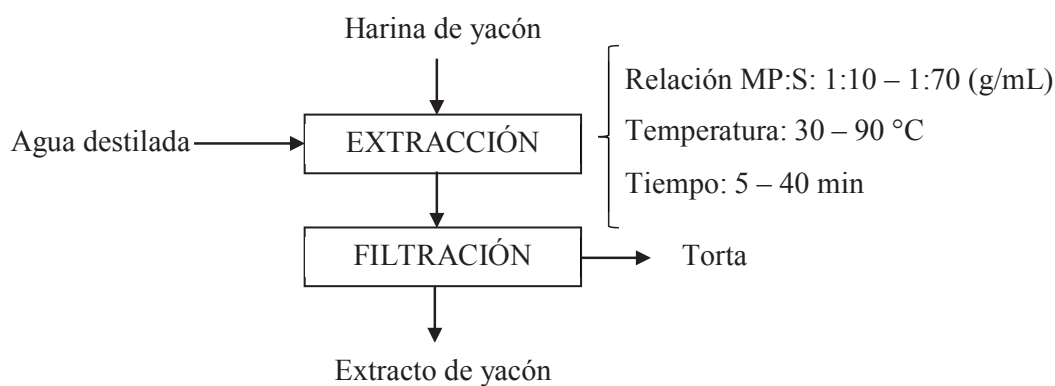 Harina de yacón
Relación MP:S: 1:10 – 1:70 (g/mL)
Agua destilada
EXTRACCIÓN
Temperatura: 30 – 90 °C
Tiempo: 5 – 40 min
FILTRACIÓN
Torta
Extracto de yacón